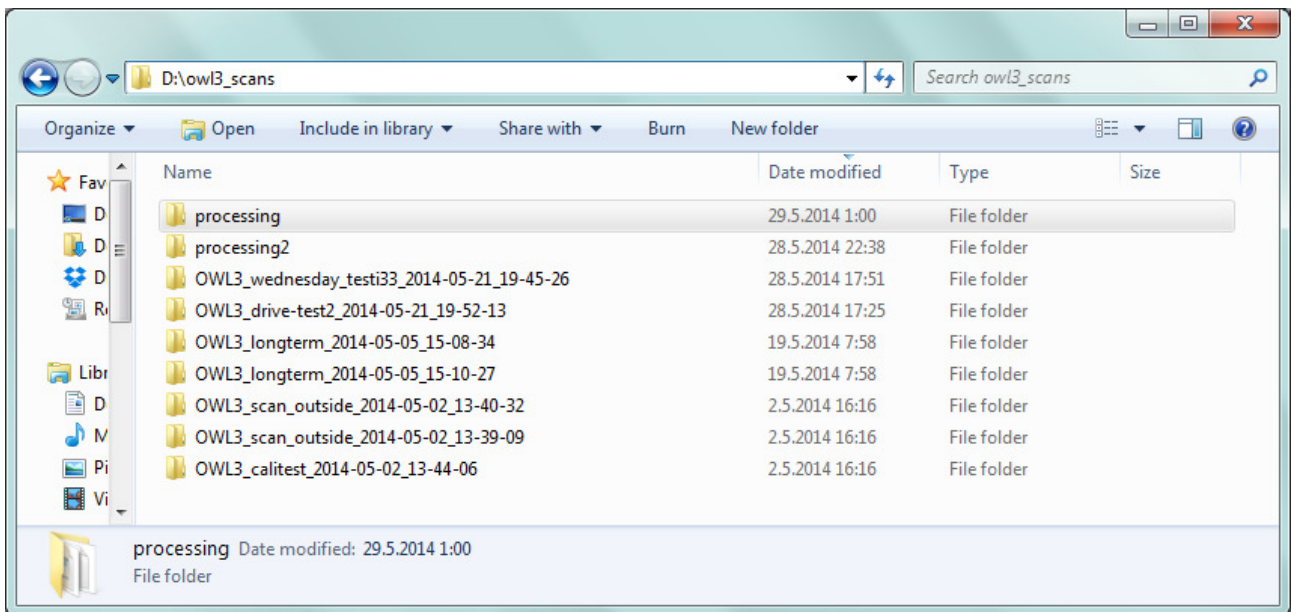 D:\owl3_scans Search owl3_scans
Organize Open Include in library Share with Burn New folder
Name Date modified Type Size
processing 29.5.2014 1:00 File folder
processing2 28.5.2014 22:38 File folder
OWL3_wednesday_testi33_2014-05-21_19-45-26 28.5.2014 17:51 File folder
OWL3_drive-test2_2014-05-21_19-52-13 28.5.2014 17:25 File folder
OWL3_longterm_2014-05-05_15-08-34 19.5.2014 7:58 File folder
OWL3_longterm_2014-05-05_15-10-27 19.5.2014 7:58 File folder
OWL3_scan_outside_2014-05-02_13-40-32 2.5.2014 16:16 File folder
OWL3_scan_outside_2014-05-02_13-39-09 2.5.2014 16:16 File folder
OWL3_calitest_2014-05-02_13-44-06 2.5.2014 16:16 File folder
Fav
D
D
D
Re
Libr
D
M
Pi
Vi
processing Date modified: 29.5.2014 1:00
File folder